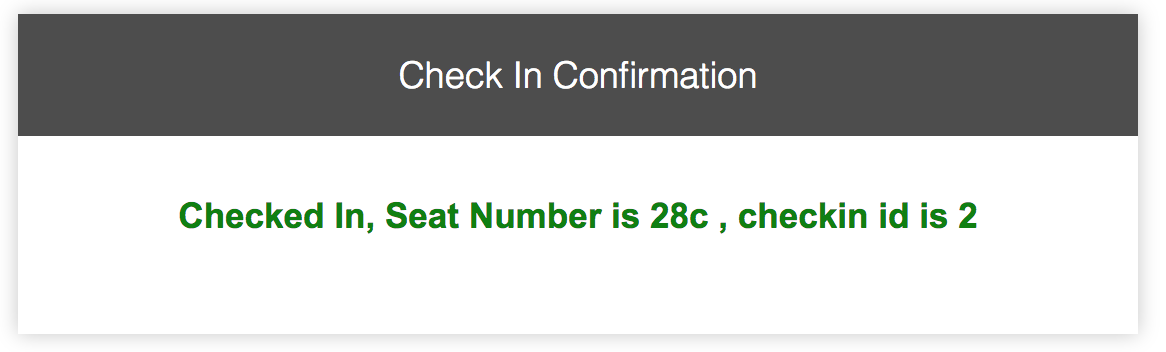 Check In Confirmation
Checked In, Seat Number is 28c , checkin id is 2